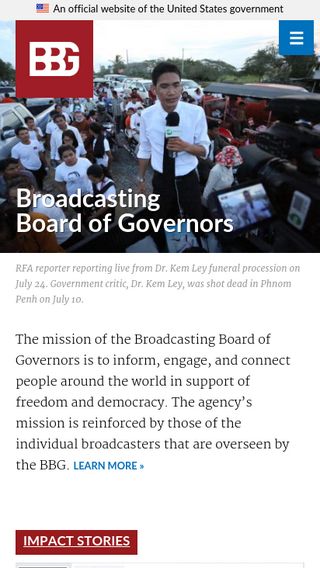 An official website of the United States government
BBG
Broadcasting
Board of Governors
RFA reporter reporting live from Dr. Kem Ley funeral procession on
July 24. Government critic, Dr. Kem Ley, was shot dead in Phnom
Penh on July 10.
The mission of the Broadcasting Board of
Governors is to inform, engage, and connect
people around the world in support of
freedom and democracy. The agency’s
mission is reinforced by those of the
individual broadcasters that are overseen by
the BBG. LEARN MORE »
IMPACT STORIES